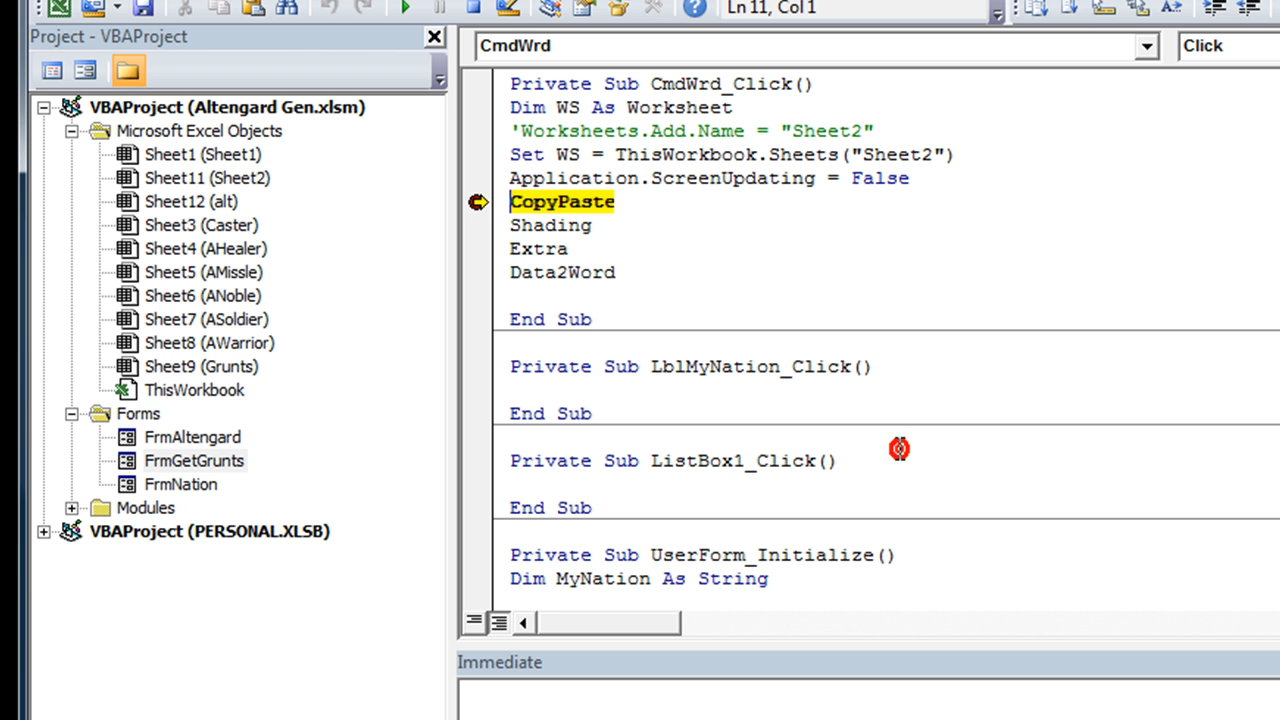 Ln 11, Col 1
Project - VBAProject
VBAProject (Altengard Gen.xlsm)
Microsoft Excel Objects
Sheet1 (Sheet1)
Sheet11 (Sheet2)
Sheet12 (alt)
Sheet3 (Caster)
Sheet4 (AHealer)
Sheet5 (AMissle)
Sheet6 (ANoble)
Sheet7 (ASoldier)
Sheet8 (AWarrior)
Sheet9 (Grunts)
ThisWorkbook
Forms
FrmAltengard
FrmGetGrunts
FrmNation
Modules
VBAProject (PERSONAL.XLSB)
CmdWrd
Click
Private Sub CmdWrd_Click()
Dim WS As Worksheet
'Worksheets.Add.Name = "Sheet2"
Set WS = ThisWorkbook.Sheets("Sheet2")
Application.ScreenUpdating = False
CopyPaste
Shading
Extra
Data2Word
End Sub
Private Sub LblMyNation_Click()
End Sub
Private Sub ListBox1_Click()
End Sub
Private Sub UserForm_Initialize()
Dim MyNation As String
Immediate